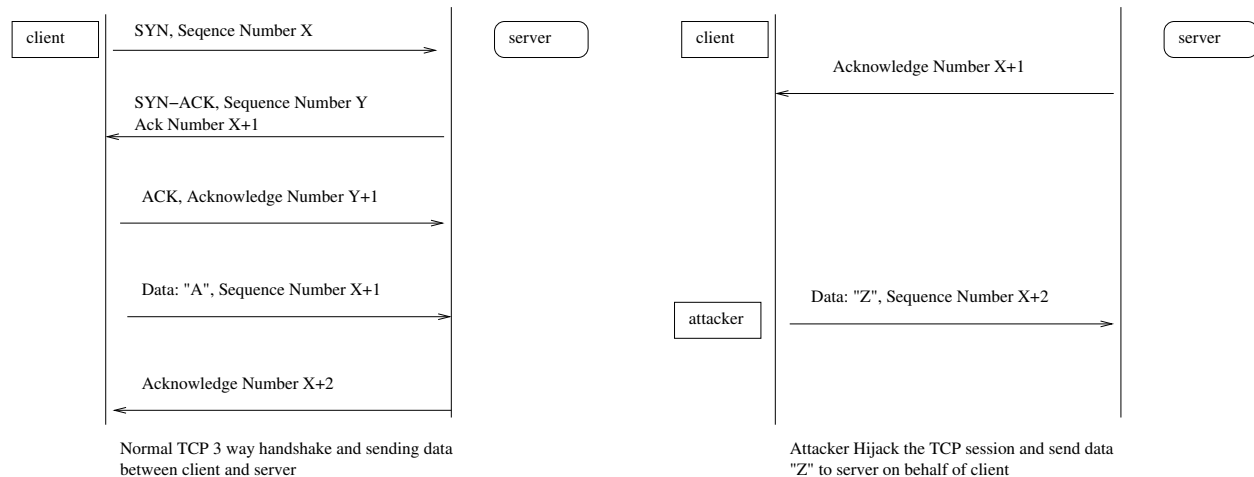 client
SYN, Seqence Number X
server
SYN−ACK, Sequence Number Y
Ack Number X+1
ACK, Acknowledge Number Y+1
Data: "A", Sequence Number X+1
Acknowledge Number X+2
Normal TCP 3 way handshake and sending data
between client and server
client
server
Acknowledge Number X+1
Data: "Z", Sequence Number X+2
attacker
Attacker Hijack the TCP session and send data
"Z" to server on behalf of client